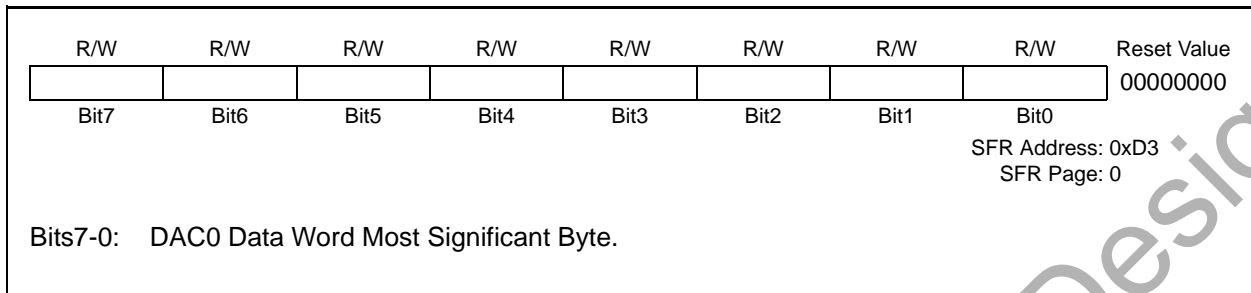 R/W R/W R/W R/W R/W R/W R/W R/W Reset Value
00000000
Bit7 Bit6 Bit5 Bit4 Bit3 Bit2 Bit1 Bit0
SFR Address: 0xD3
SFR Page: 0
Bits7-0: DAC0 Data Word Most Significant Byte.